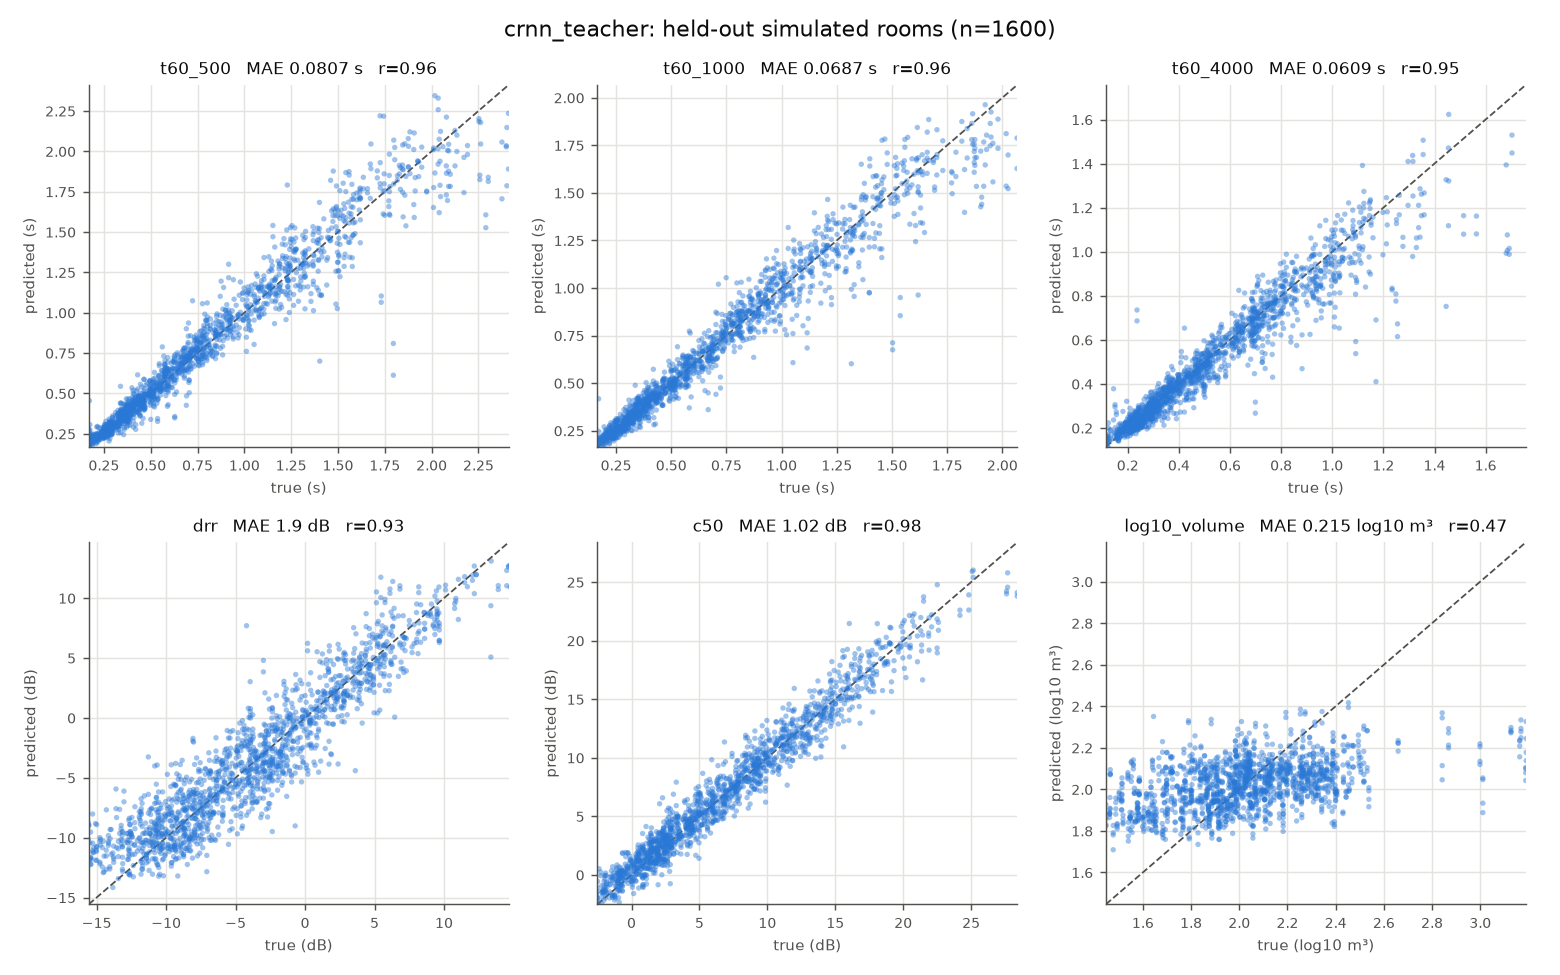 crnn_teacher: held-out simulated rooms (n=1600)
t60_500   MAE 0.0807 s   r=0.96
predicted (s)
2.25
2.00
1.75
1.50
1.25
1.00
0.75
0.50
0.25
0.25 0.50 0.75 1.00 1.25 1.50 1.75 2.00 2.25
true (s)
t60_1000   MAE 0.0687 s   r=0.96
predicted (s)
2.00
1.75
1.50
1.25
1.00
0.75
0.50
0.25
0.25 0.50 0.75 1.00 1.25 1.50 1.75 2.00
true (s)
t60_4000   MAE 0.0609 s   r=0.95
predicted (s)
1.6
1.4
1.2
1.0
0.8
0.6
0.4
0.2
0.2 0.4 0.6 0.8 1.0 1.2 1.4 1.6
true (s)
drr   MAE 1.9 dB   r=0.93
predicted (dB)
10
5
0
−5
−10
−15
−15 −10 −5 0 5 10
true (dB)
c50   MAE 1.02 dB   r=0.98
predicted (dB)
25
20
15
10
5
0
0 5 10 15 20 25
true (dB)
log10_volume   MAE 0.215 log10 m³   r=0.47
predicted (log10 m³)
3.0
2.8
2.6
2.4
2.2
2.0
1.8
1.6
1.6 1.8 2.0 2.2 2.4 2.6 2.8 3.0
true (log10 m³)